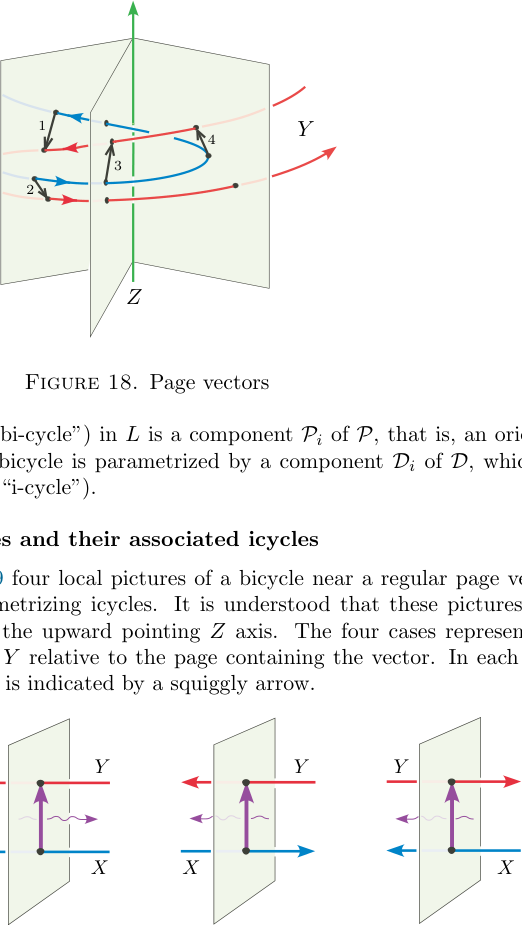 1
Y
4
3
2
Z
FIGURE 18. Page vectors
bi-cycle”) in L is a component 𝒫i of 𝒫, that is, an orie
bicycle is parametrized by a component 𝒟i of 𝒟, whic
“i-cycle”).
es and their associated icycles
9 four local pictures of a bicycle near a regular page ve
metrizing icycles. It is understood that these pictures
the upward pointing Z axis. The four cases represen
Y relative to the page containing the vector. In each
is indicated by a squiggly arrow.
Y Y Y
X X X